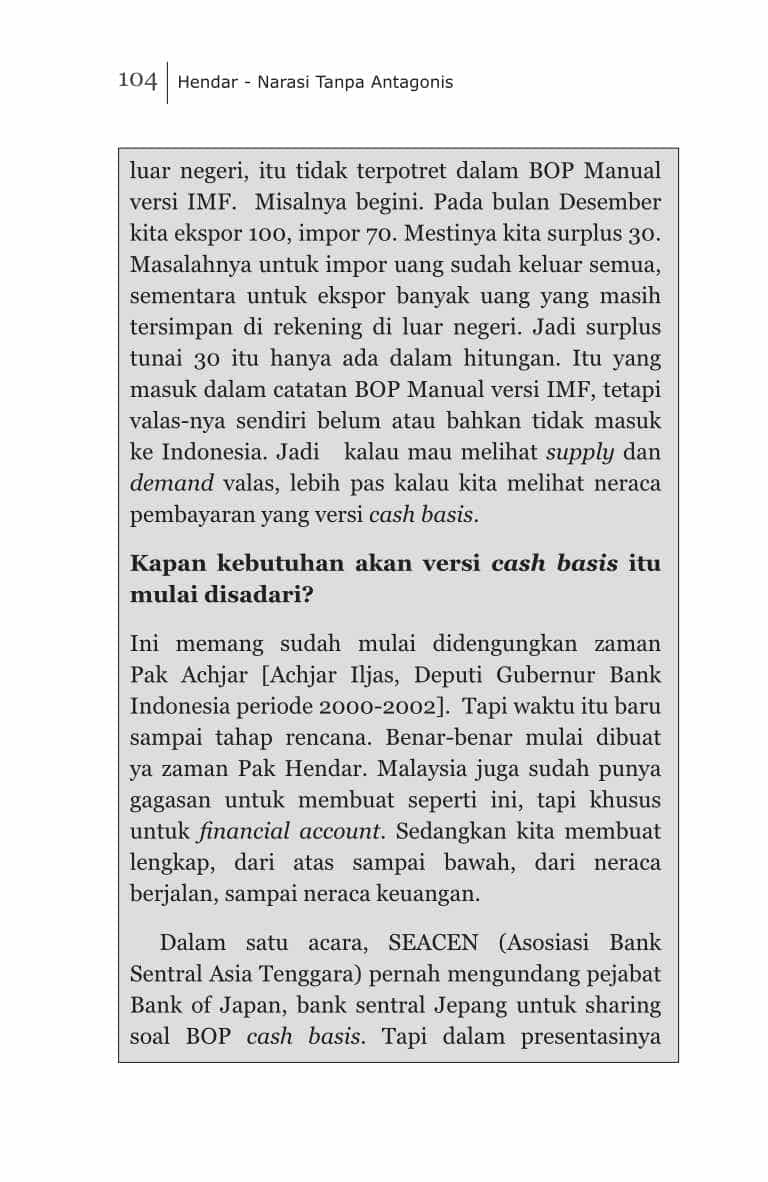 104 Hendar - Narasi Tanpa Antagonis
luar negeri, itu tidak terpotret dalam BOP Manual
versi IMF. Misalnya begini. Pada bulan Desember
kita ekspor 100, impor 70. Mestinya kita surplus 30.
Masalahnya untuk impor uang sudah keluar semua,
sementara untuk ekspor banyak uang yang masih
tersimpan di rekening di luar negeri. Jadi surplus
tunai 30 itu hanya ada dalam hitungan. Itu yang
masuk dalam catatan BOP Manual versi IMF, tetapi
valas-nya sendiri belum atau bahkan tidak masuk
ke Indonesia. Jadi kalau mau melihat supply dan
demand valas, lebih pas kalau kita melihat neraca
pembayaran yang versi cash basis.
Kapan kebutuhan akan versi cash basis itu
mulai disadari?
Ini memang sudah mulai didengungkan zaman
Pak Achjar [Achjar Iljas, Deputi Gubernur Bank
Indonesia periode 2000-2002]. Tapi waktu itu baru
sampai tahap rencana. Benar-benar mulai dibuat
ya zaman Pak Hendar. Malaysia juga sudah punya
gagasan untuk membuat seperti ini, tapi khusus
untuk financial account. Sedangkan kita membuat
lengkap, dari atas sampai bawah, dari neraca
berjalan, sampai neraca keuangan.
Dalam satu acara, SEACEN (Asosiasi Bank
Sentral Asia Tenggara) pernah mengundang pejabat
Bank of Japan, bank sentral Jepang untuk sharing
soal BOP cash basis. Tapi dalam presentasinya